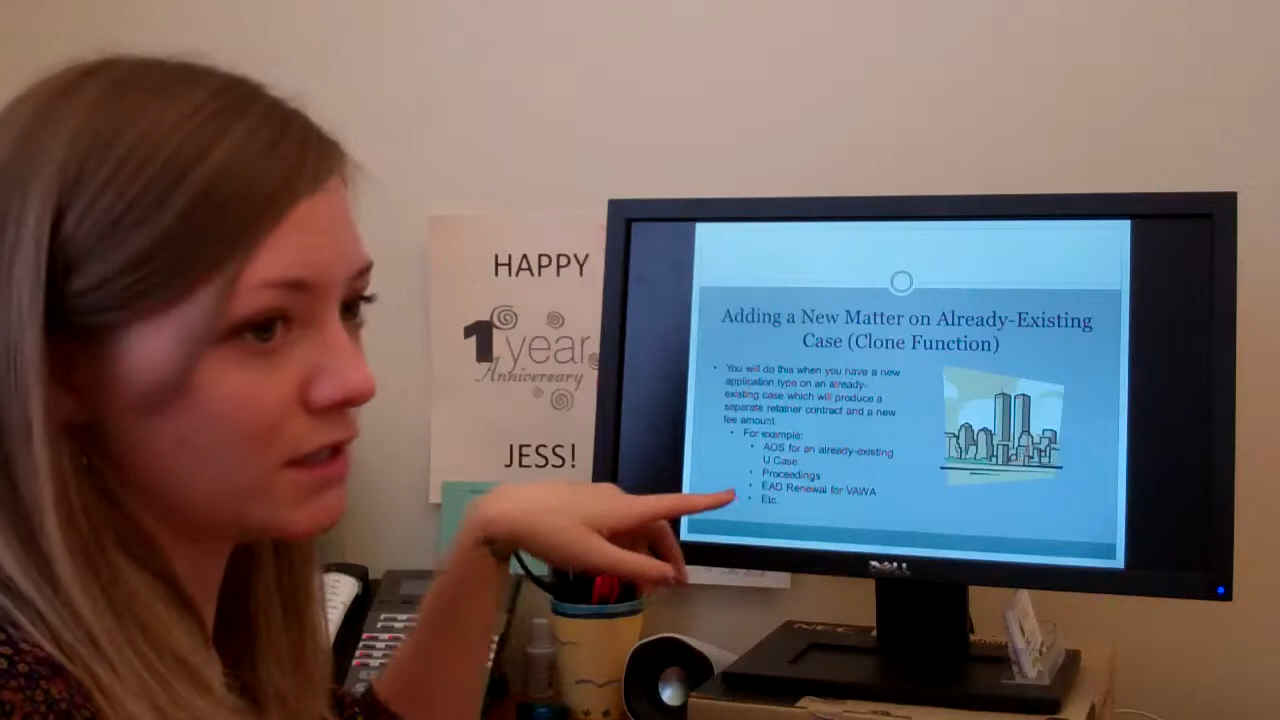 HAPPY
1 year
Anniversary
JESS!
Adding a New Matter on Already-Existing
Case (Clone Function)
• You will do this when you have a new
application type on an already-
existing case which will produce a
separate retainer contract and a new
fee amount
• For example:
• AOS for an already-existing
U Case
• Proceedings
• EAD Renewal for VAWA
• Etc.
DELL
NEC